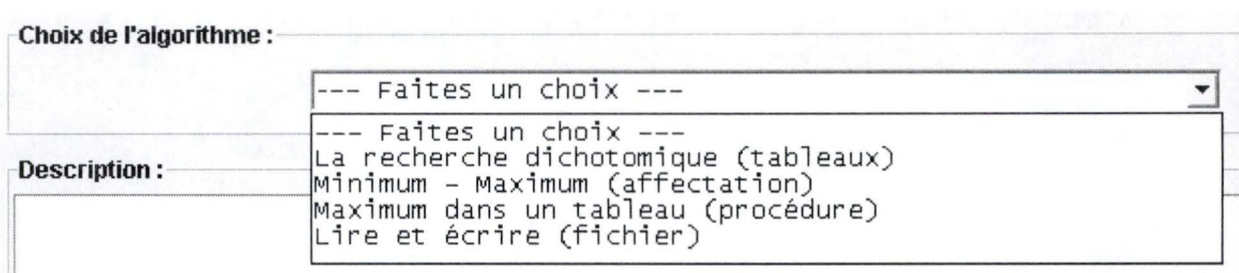 Choix de l'algorithme :
--- Faites un choix ---
--- Faites un choix ---
La recherche dichotomique (tableaux)
Minimum - Maximum (affectation)
Maximum dans un tableau (procédure)
Lire et écrire (fichier)
Description :